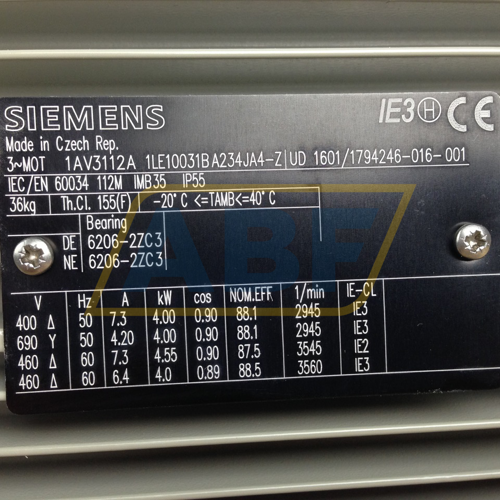 SIEMENS IE3 H CE
Made in Czech Rep.
3~MOT 1AV3112A 1LE10031BA234JA4-Z UD 1601/1794246-016-001
IEC/EN 60034 112M IMB35 IP55
36kg Th.Cl. 155(F) -20°C <=TAMB<=40°C
Bearing
DE 6206-2ZC3
NE 6206-2ZC3
V Hz A kW cos NOM.EFF 1/min IE-CL
400 Δ 50 7.3 4.00 0.90 88.1 2945 IE3
690 Y 50 4.20 4.00 0.90 88.1 2945 IE3
460 Δ 60 7.3 4.55 0.90 87.5 3545 IE2
460 Δ 60 6.4 4.0 0.89 88.5 3560 IE3
ABF